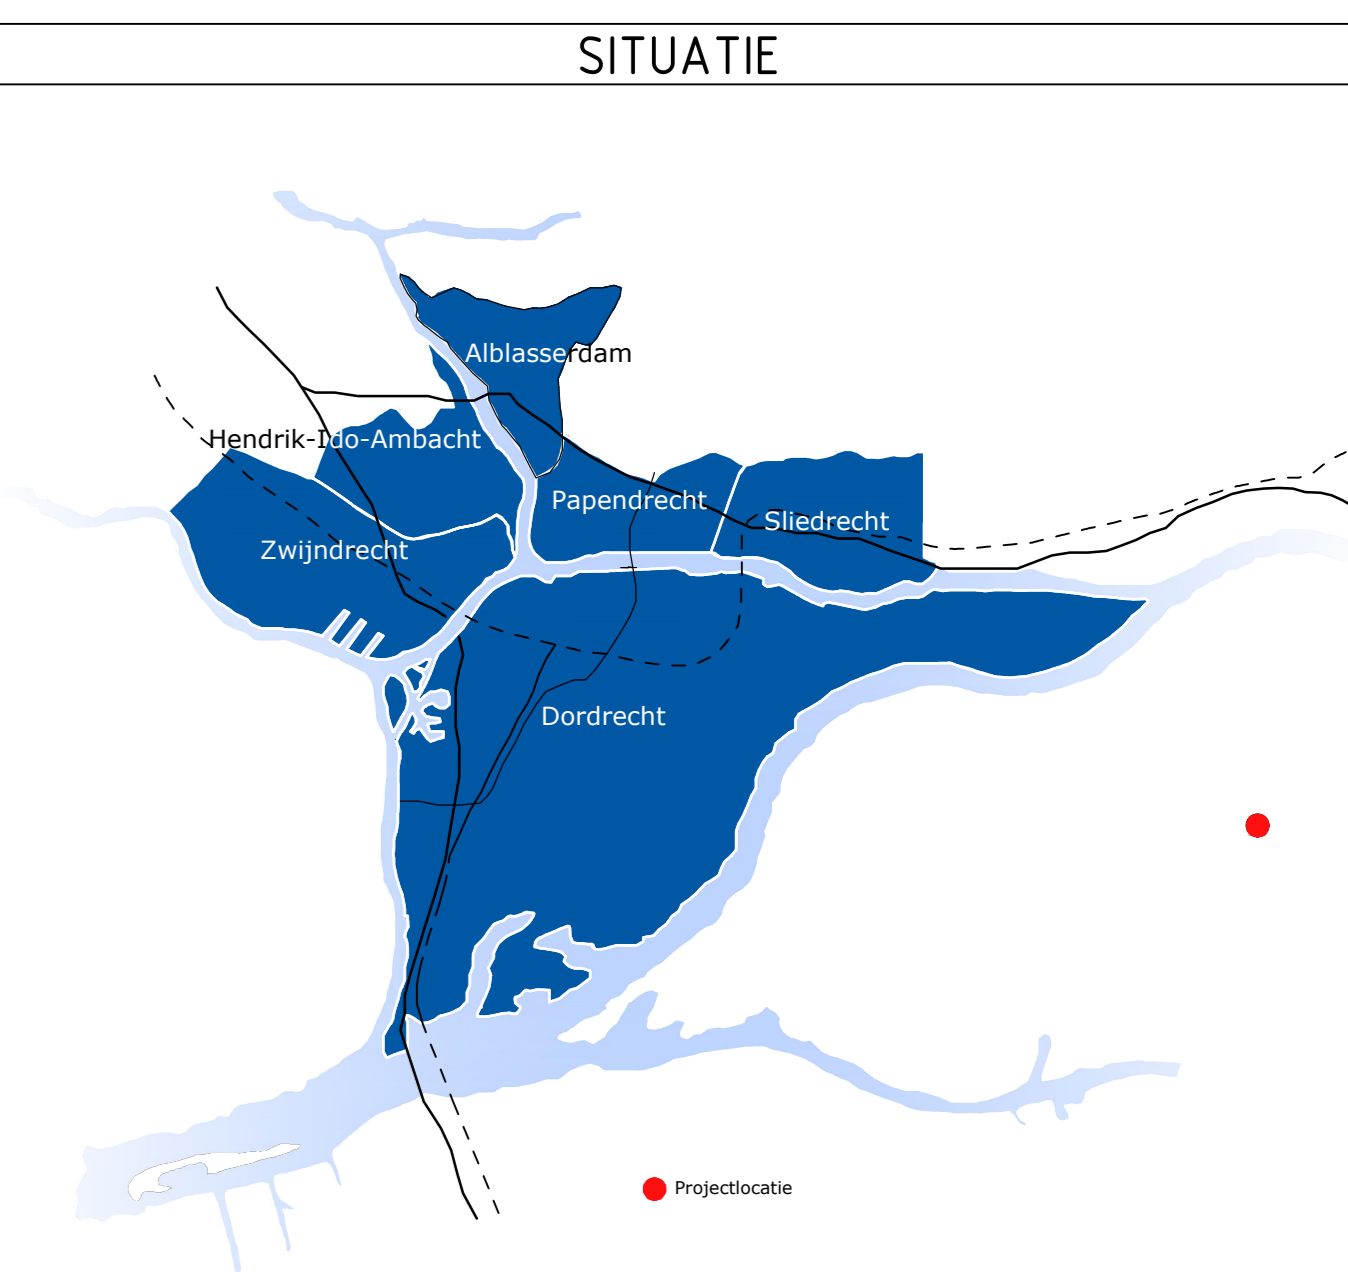 SITUATIE
Alblasserdam
Hendrik-Ido-Ambacht
Papendrecht
Sliedrecht
Zwijndrecht
Dordrecht
Projectlocatie